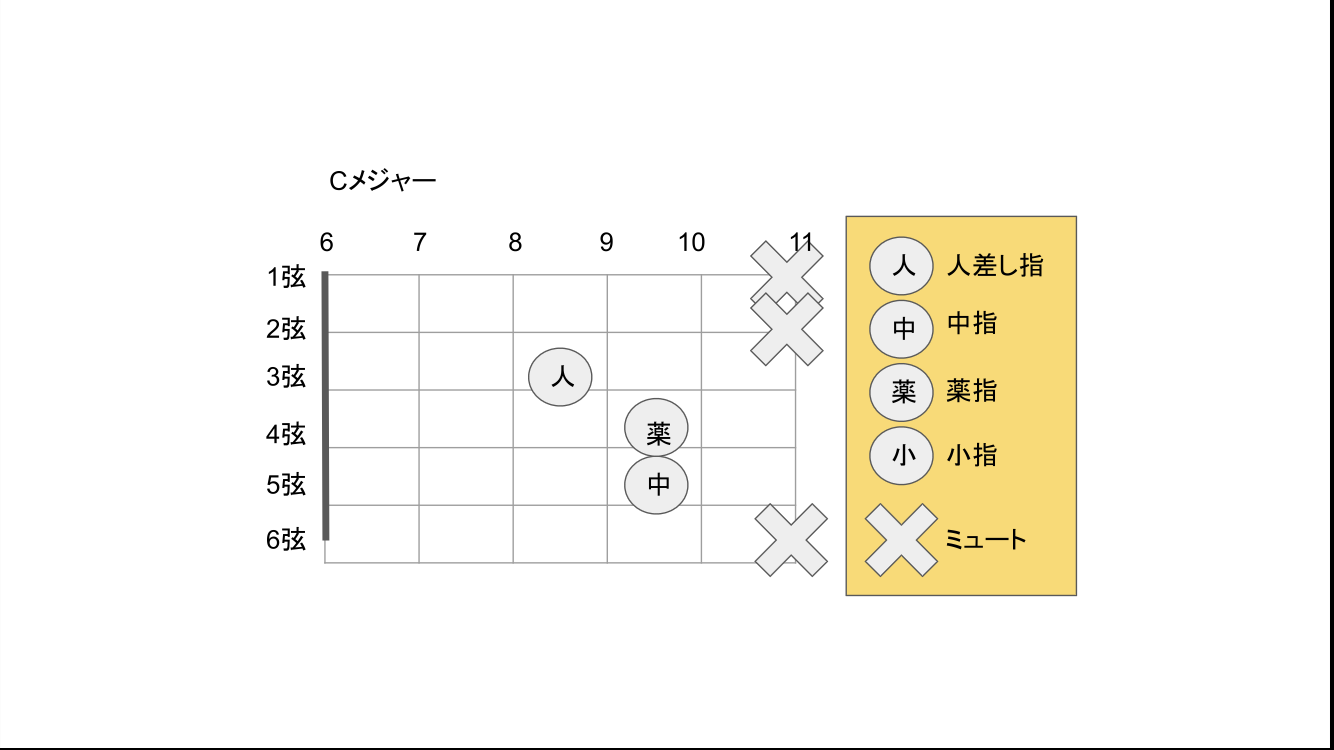 Cメジャー
6 7 8 9 10 11
1弦
2弦
3弦 人
4弦 薬
5弦 中
6弦
人 人差し指
中 中指
薬 薬指
小 小指
ミュート